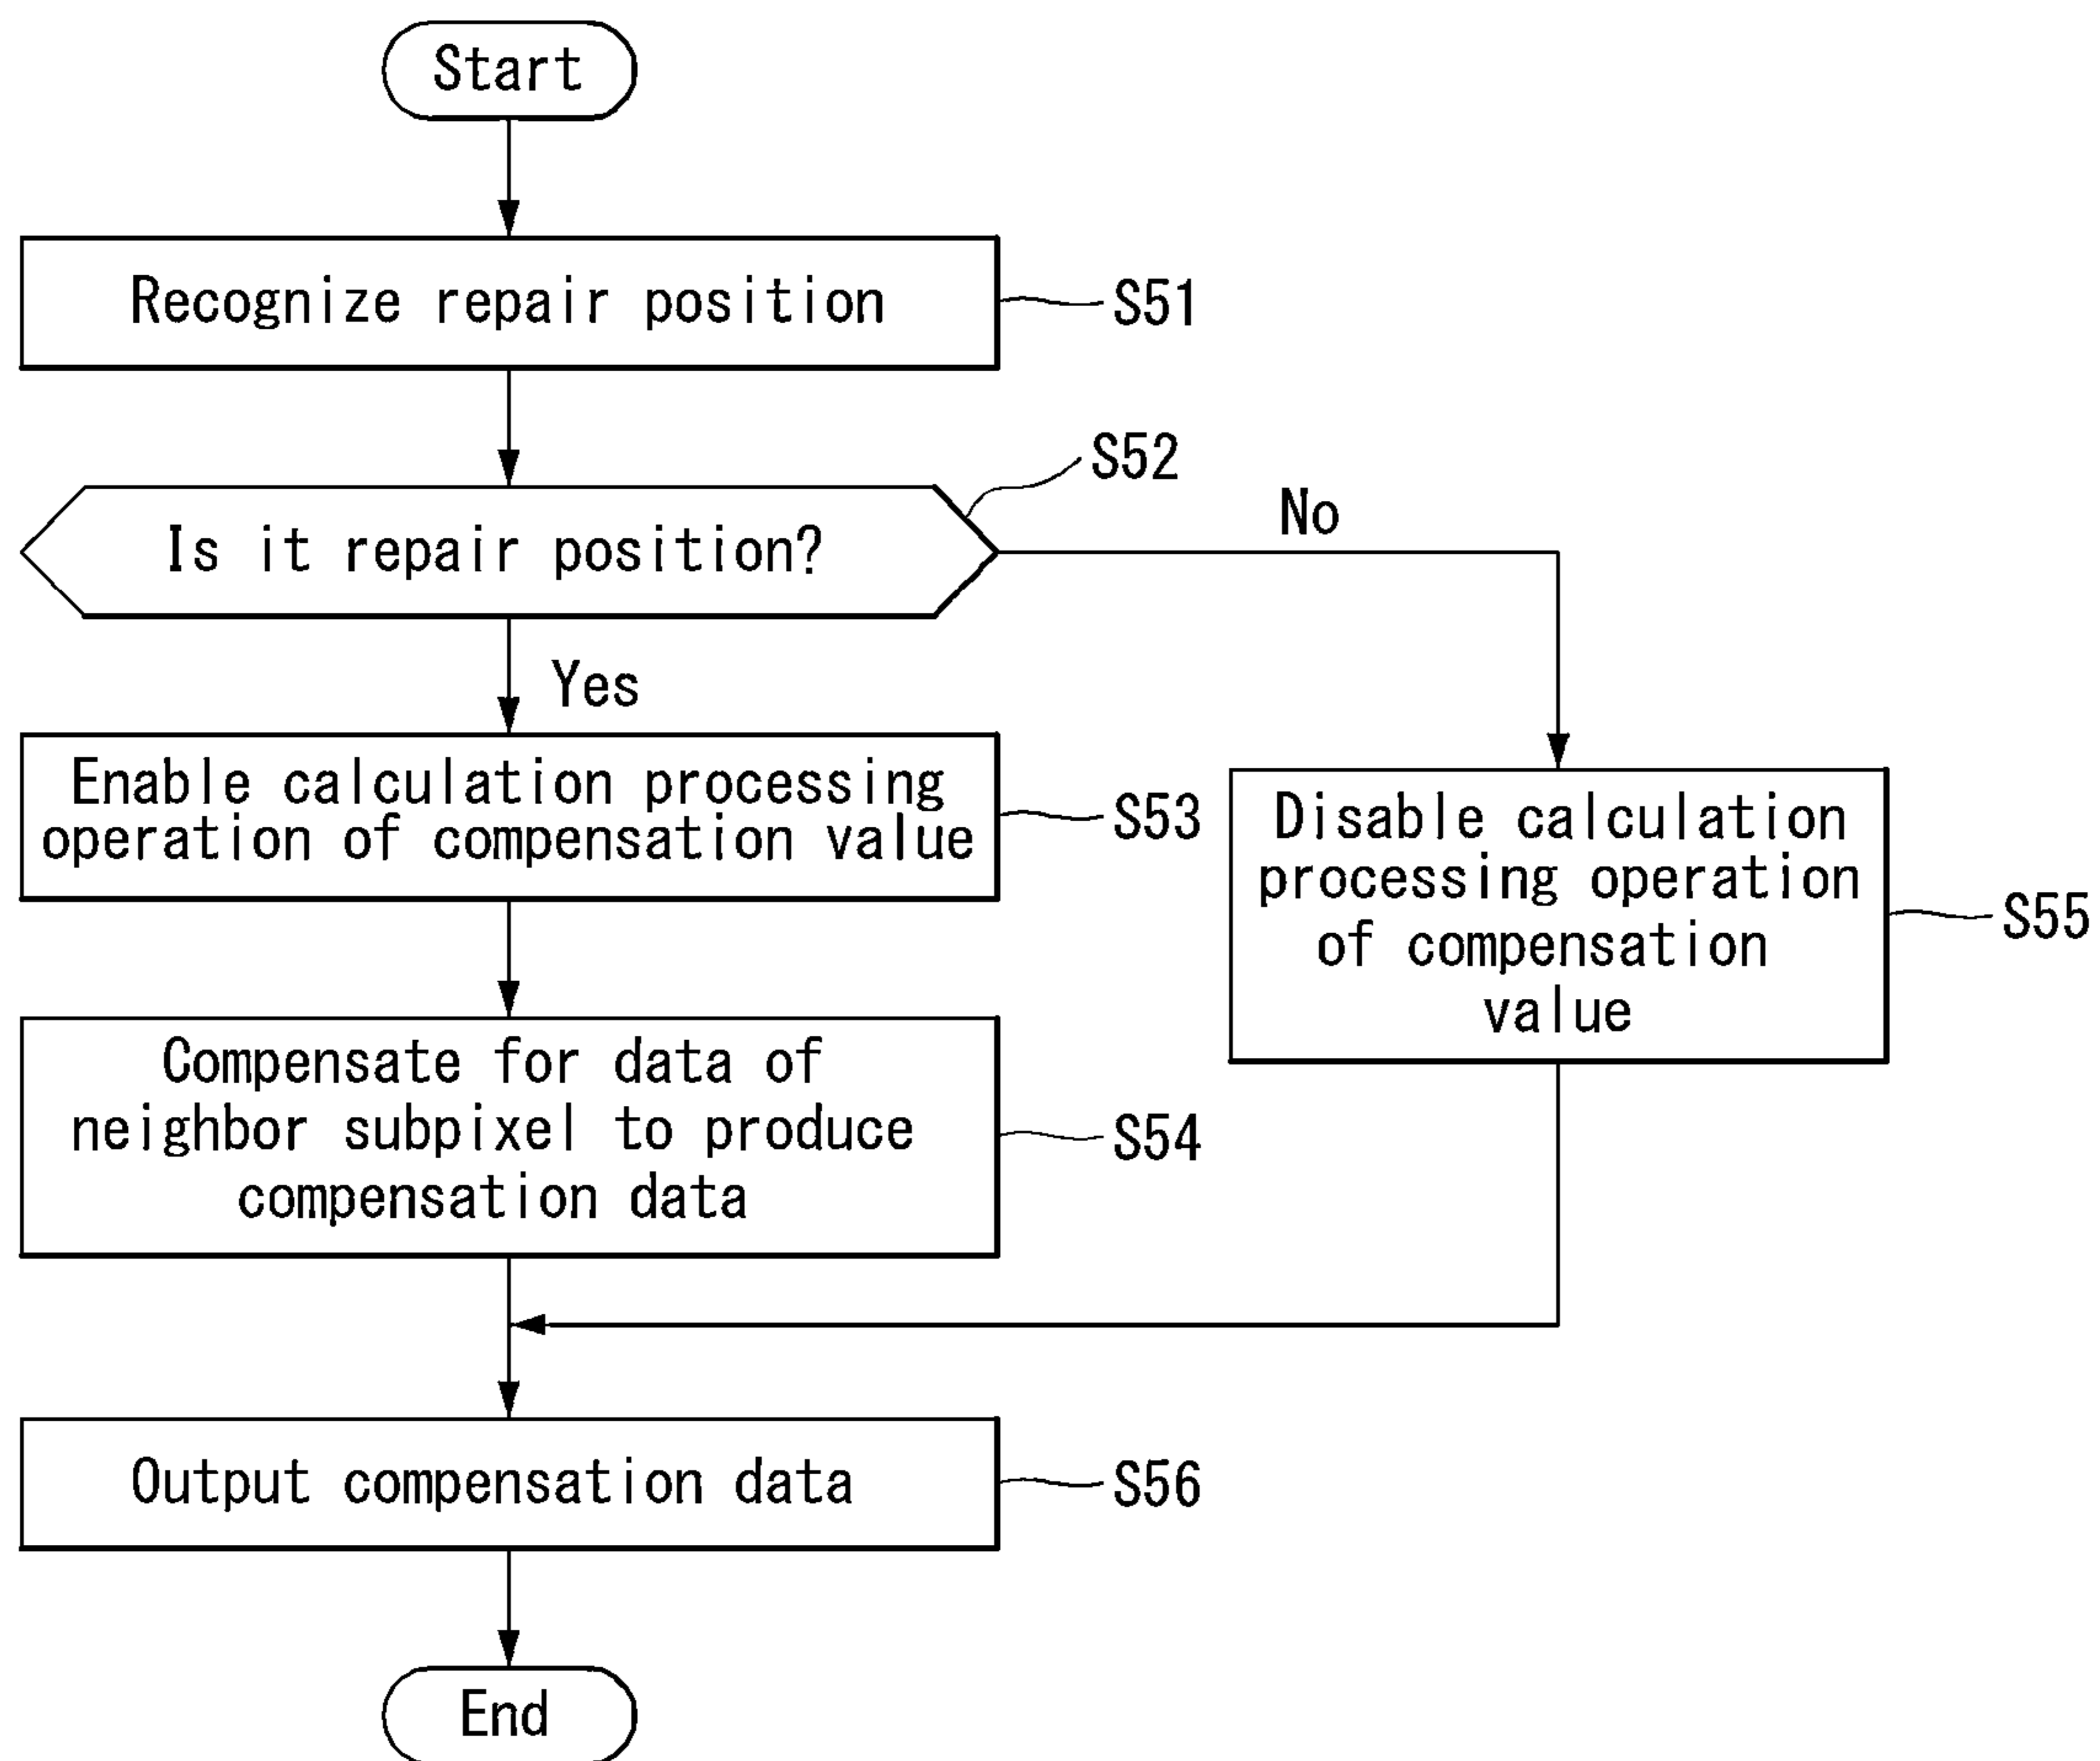 Start
Recognize repair position
S51
S52
Is it repair position?
No
Yes
Enable calculation processing
operation of compensation value
S53
Disable calculation
processing operation
of compensation
value
S55
Compensate for data of
neighbor subpixel to produce
compensation data
S54
Output compensation data
S56
End